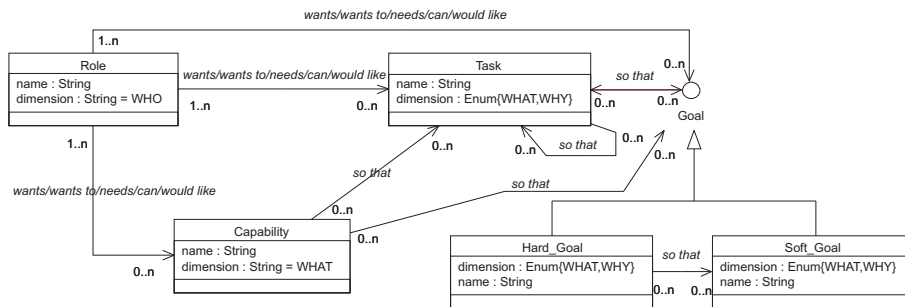 wants/wants to/needs/can/would like
1..n
0..n
Role
name : String
dimension : String = WHO
wants/wants to/needs/can/would like
1..n
0..n
Task
name : String
dimension : Enum{WHAT,WHY}
so that
0..n
0..n
Goal
0..n
so that
0..n
0..n
0..n
1..n
wants/wants to/needs/can/would like
so that
so that
0..n
0..n
0..n
Capability
name : String
dimension : String = WHAT
Hard_Goal
dimension : Enum{WHAT,WHY}
name : String
so that
0..n
0..n
Soft_Goal
dimension : Enum{WHAT,WHY}
name : String